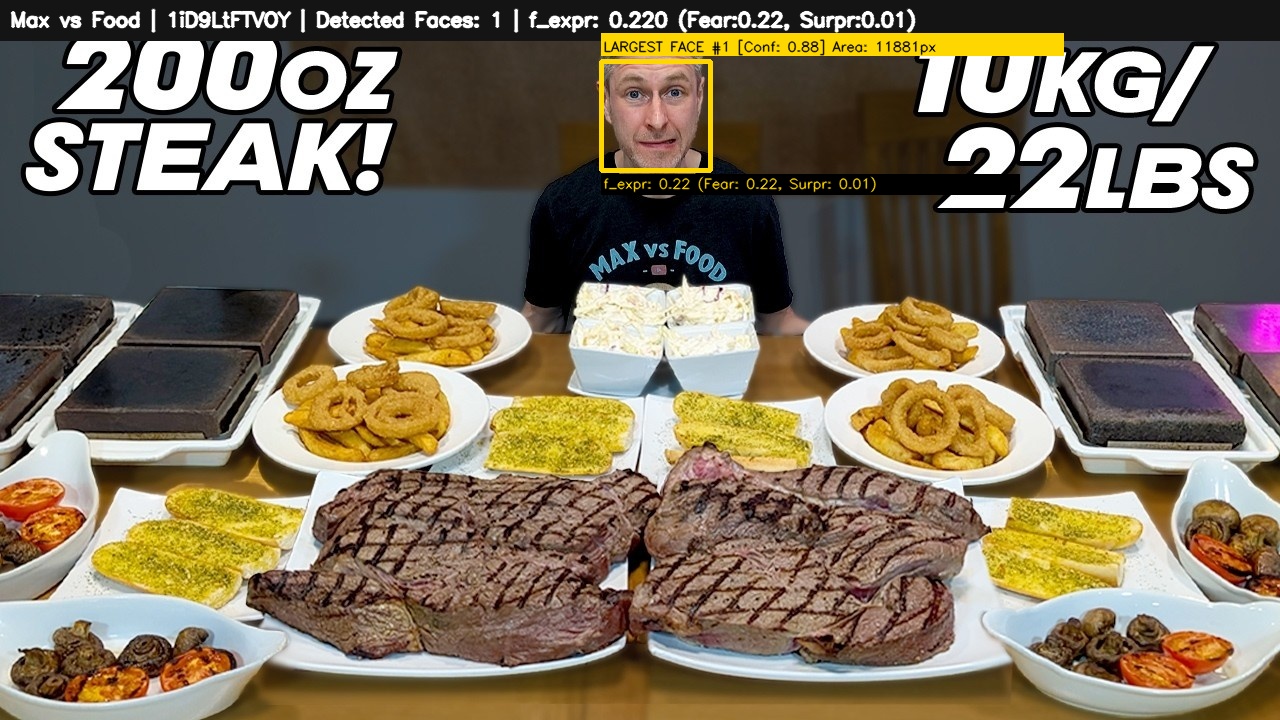 Max vs Food | 1iD9LtFTVOY | Detected Faces: 1 | f_expr: 0.220 (Fear:0.22, Surpr:0.01)
LARGEST FACE #1 [Conf: 0.88] Area: 11881px
200OZ
STEAK!
10KG/
22LBS
f_expr: 0.22 (Fear: 0.22, Surpr: 0.01)
MAX VS FOOD